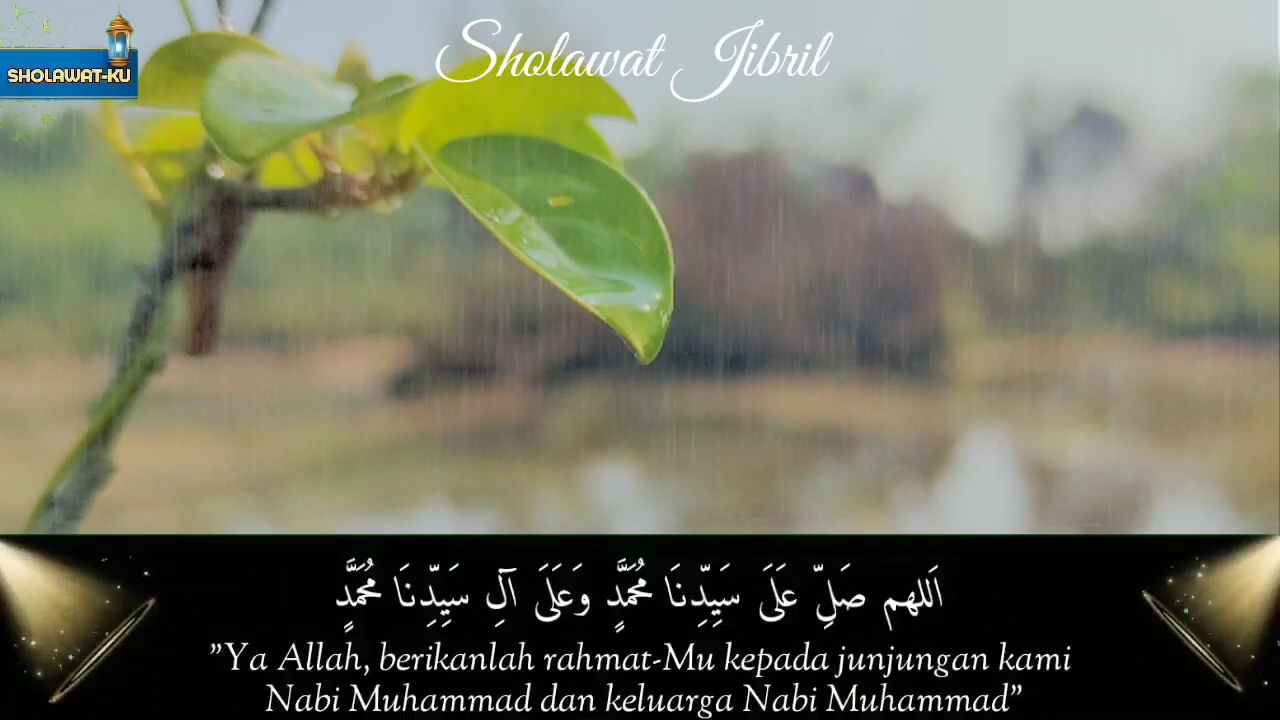 Sholawat Jibril
SHOLAWAT-KU
اَللهم صَلِّ عَلَى سَيِّدِنَا مُحَمَّدٍ وَعَلَى آلِ سَيِّدِنَا مُحَمَّدٍ
"Ya Allah, berikanlah rahmat-Mu kepada junjungan kami
Nabi Muhammad dan keluarga Nabi Muhammad"